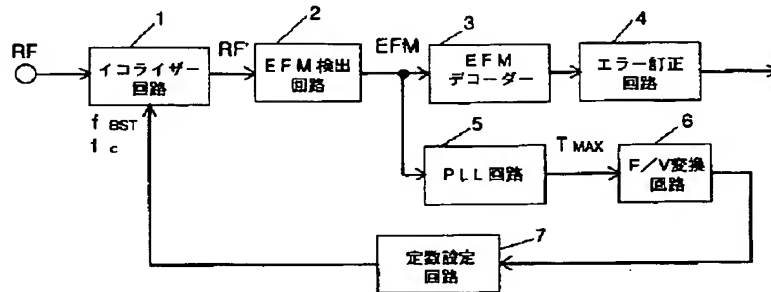 1
2
3
4
RF
イコライザー
回路
RF'
EFM検出
回路
EFM
EFM
デコーダー
エラー訂正
回路
f BST
f c
5
PLL回路
T MAX
6
F/V変換
回路
7
定数設定
回路